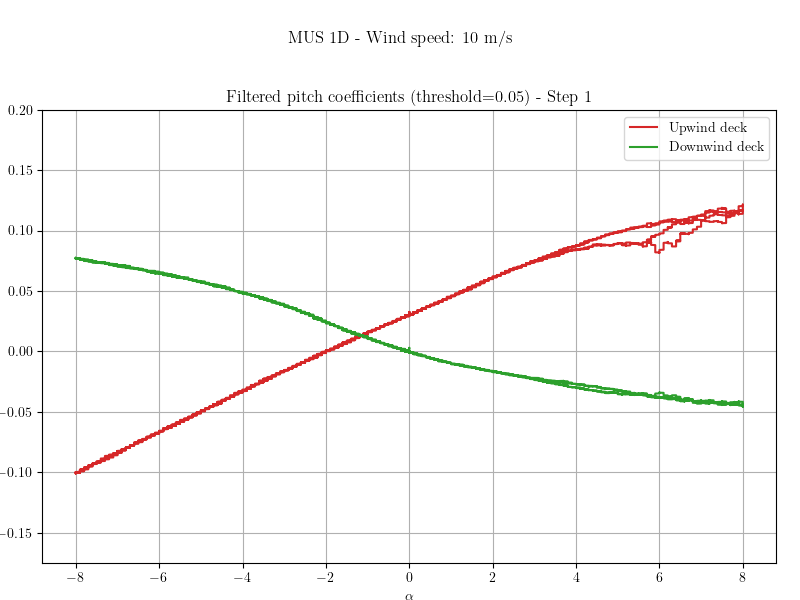 MUS 1D - Wind speed: 10 m/s
Filtered pitch coefficients (threshold=0.05) - Step 1
Upwind deck
Downwind deck
0.20
0.15
0.10
0.05
0.00
−0.05
−0.10
−0.15
−8 −6 −4 −2 0 2 4 6 8
α